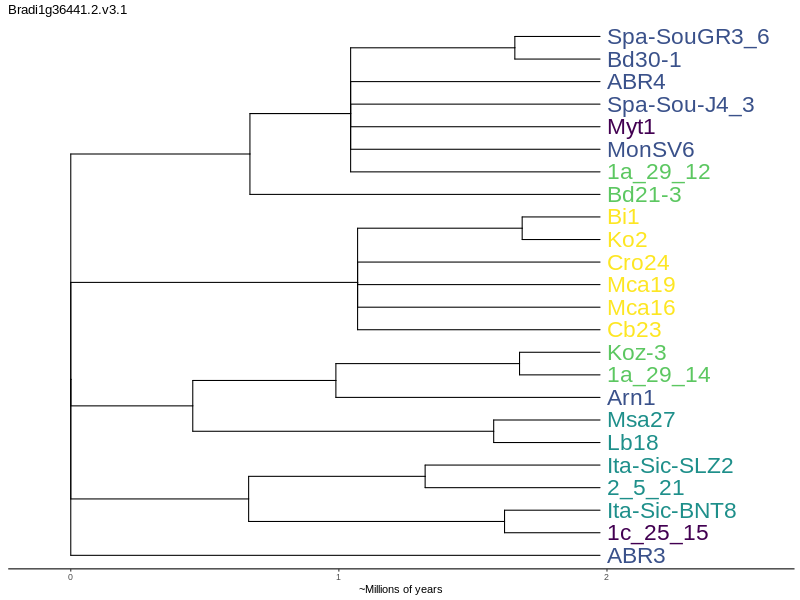 Bradi1g36441.2.v3.1
Spa-SouGR3_6
Bd30-1
ABR4
Spa-Sou-J4_3
Myt1
MonSV6
1a_29_12
Bd21-3
Bi1
Ko2
Cro24
Mca19
Mca16
Cb23
Koz-3
1a_29_14
Arn1
Msa27
Lb18
Ita-Sic-SLZ2
2_5_21
Ita-Sic-BNT8
1c_25_15
ABR3
0 1 2
~Millions of years